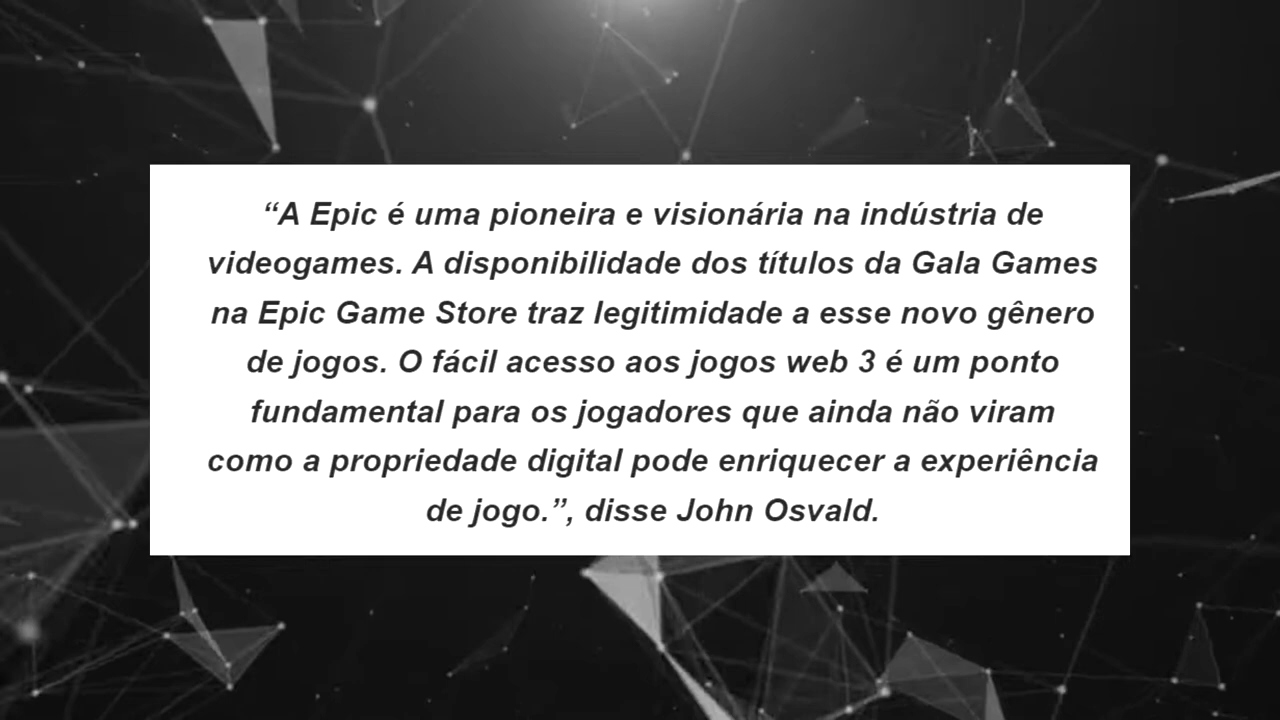 “A Epic é uma pioneira e visionária na indústria de
videogames. A disponibilidade dos títulos da Gala Games
na Epic Game Store traz legitimidade a esse novo gênero
de jogos. O fácil acesso aos jogos web 3 é um ponto
fundamental para os jogadores que ainda não viram
como a propriedade digital pode enriquecer a experiência
de jogo.”, disse John Osvald.